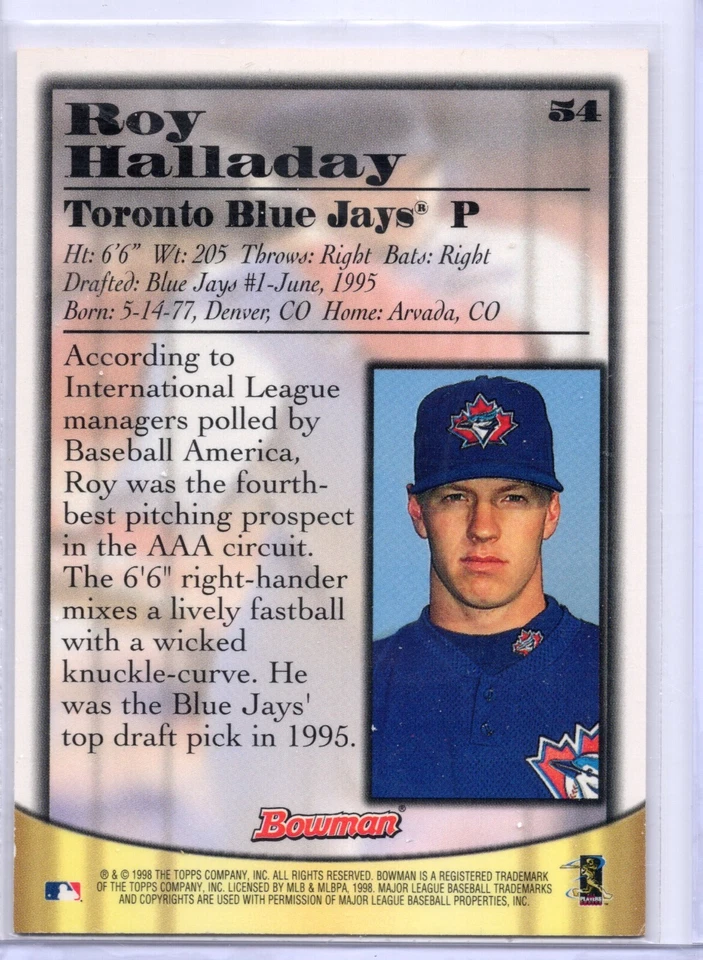 54
Roy
Halladay
Toronto Blue Jays® P
Ht: 6'6" Wt: 205 Throws: Right Bats: Right
Drafted: Blue Jays #1-June, 1995
Born: 5-14-77, Denver, CO Home: Arvada, CO
According to
International League
managers polled by
Baseball America,
Roy was the fourth-
best pitching prospect
in the AAA circuit.
The 6'6" right-hander
mixes a lively fastball
with a wicked
knuckle-curve. He
was the Blue Jays'
top draft pick in 1995.
Bowman®
® & © 1998 THE TOPPS COMPANY, INC. ALL RIGHTS RESERVED. BOWMAN IS A REGISTERED TRADEMARK
OF THE TOPPS COMPANY, INC. LICENSED BY MLB & MLBPA, 1998. MAJOR LEAGUE BASEBALL TRADEMARKS
AND COPYRIGHTS ARE USED WITH PERMISSION OF MAJOR LEAGUE BASEBALL PROPERTIES, INC.